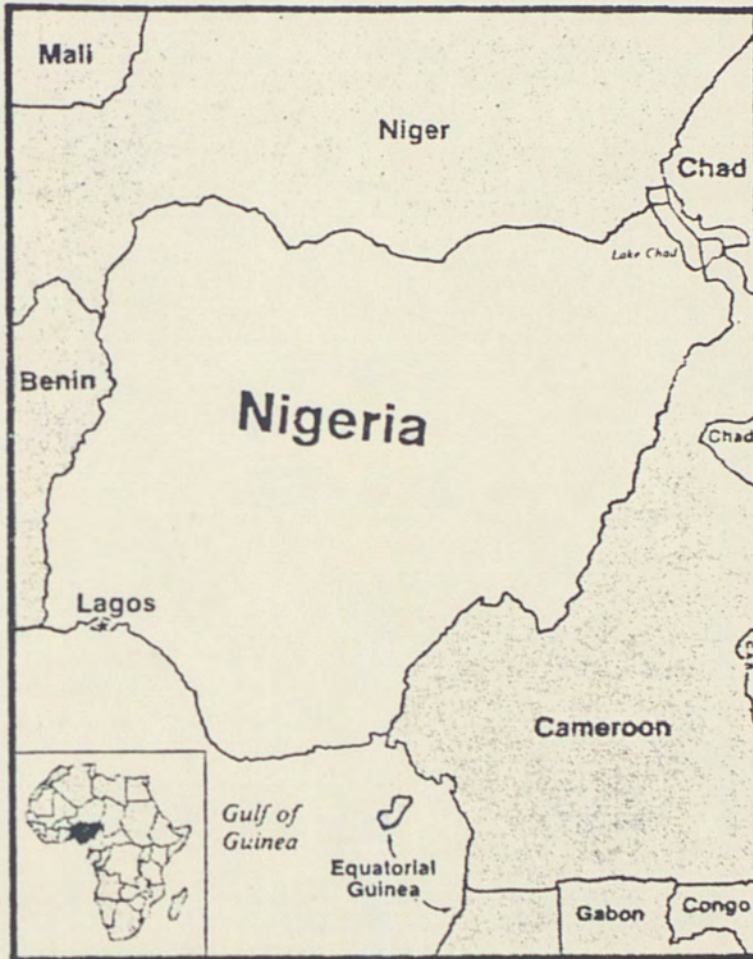 Mali
Niger
Chad
Lake Chad
Benin
Nigeria
Chad
Lagos
Cameroon
Gulf of
Guinea
Equatorial
Guinea
Gabon
Congo